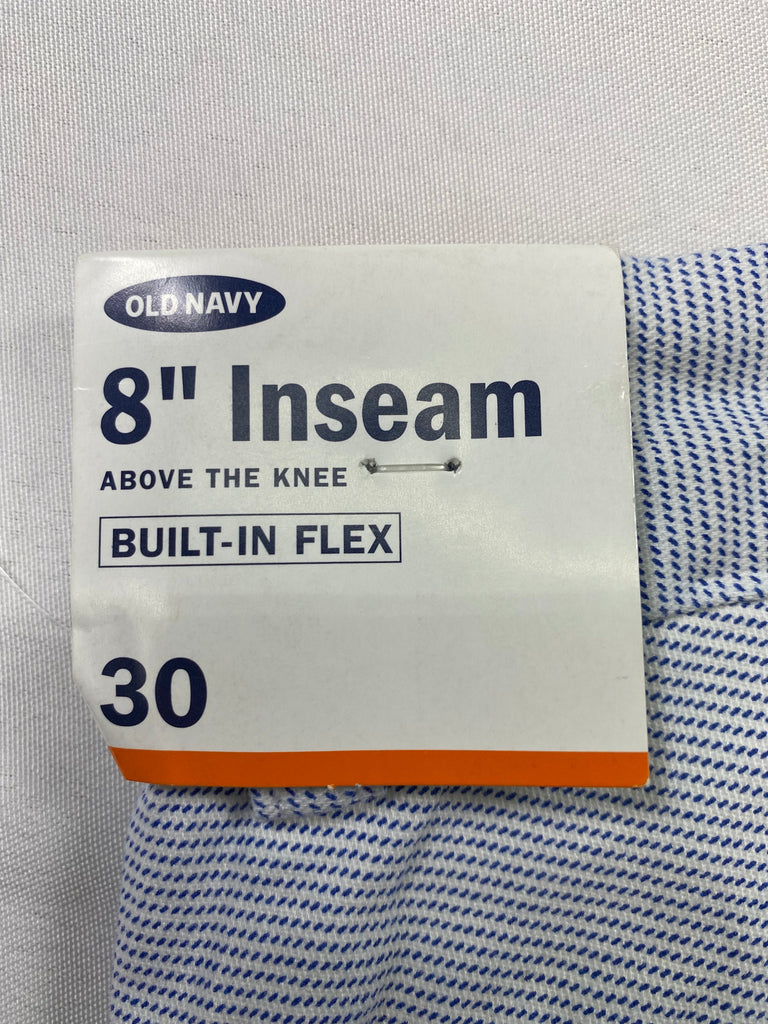 OLD NAVY
8" Inseam
ABOVE THE KNEE
BUILT-IN FLEX
30